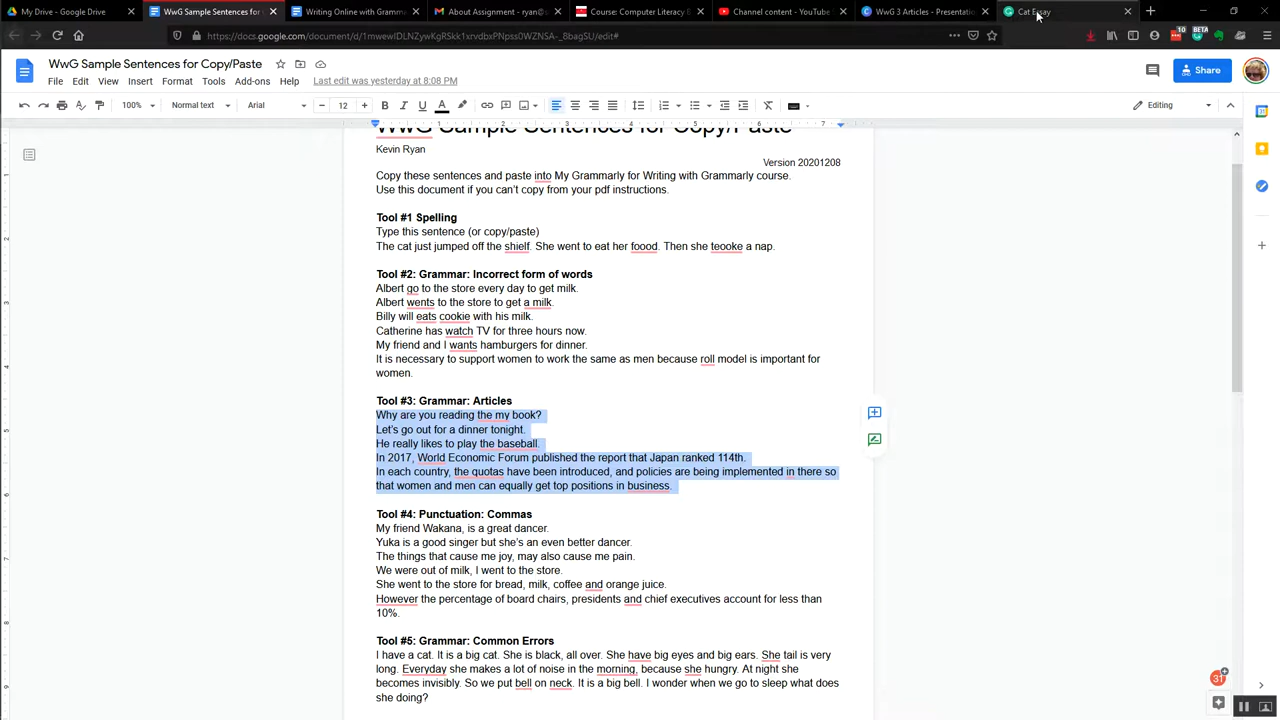 My Drive - Google Drive
WwG Sample Sentences for
Writing Online with Gramma
About Assignment - ryan@s
Course: Computer Literacy B
Channel content - YouTube
WwG 3 Articles - Presentatio
Cat Essay
https://docs.google.com/document/d/1mwewIDLNZywKgRSkk1xrvdbxPNpss0WZNSA-_8bagSU/edit#
WwG Sample Sentences for Copy/Paste
Share
File Edit View Insert Format Tools Add-ons Help Last edit was yesterday at 8:08 PM
100% Normal text Arial 12 Editing
WwG Sample Sentences for Copy/Paste
Kevin Ryan
Version 20201208
Copy these sentences and paste into My Grammarly for Writing with Grammarly course.
Use this document if you can't copy from your pdf instructions.
Tool #1 Spelling
Type this sentence (or copy/paste)
The cat just jumped off the shielf. She went to eat her foood. Then she teooke a nap.
Tool #2: Grammar: Incorrect form of words
Albert go to the store every day to get milk.
Albert wents to the store to get a milk.
Billy will eats cookie with his milk.
Catherine has watch TV for three hours now.
My friend and I wants hamburgers for dinner.
It is necessary to support women to work the same as men because roll model is important for
women.
Tool #3: Grammar: Articles
Why are you reading the my book?
Let's go out for a dinner tonight.
He really likes to play the baseball.
In 2017, World Economic Forum published the report that Japan ranked 114th.
In each country, the quotas have been introduced, and policies are being implemented in there so
that women and men can equally get top positions in business.
Tool #4: Punctuation: Commas
My friend Wakana, is a great dancer.
Yuka is a good singer but she's an even better dancer.
The things that cause me joy, may also cause me pain.
We were out of milk, I went to the store.
She went to the store for bread, milk, coffee and orange juice.
However the percentage of board chairs, presidents and chief executives account for less than
10%.
Tool #5: Grammar: Common Errors
I have a cat. It is a big cat. She is black, all over. She have big eyes and big ears. She tail is very
long. Everyday she makes a lot of noise in the morning, because she hungry. At night she
becomes invisibly. So we put bell on neck. It is a big bell. I wonder when we go to sleep what does
she doing?